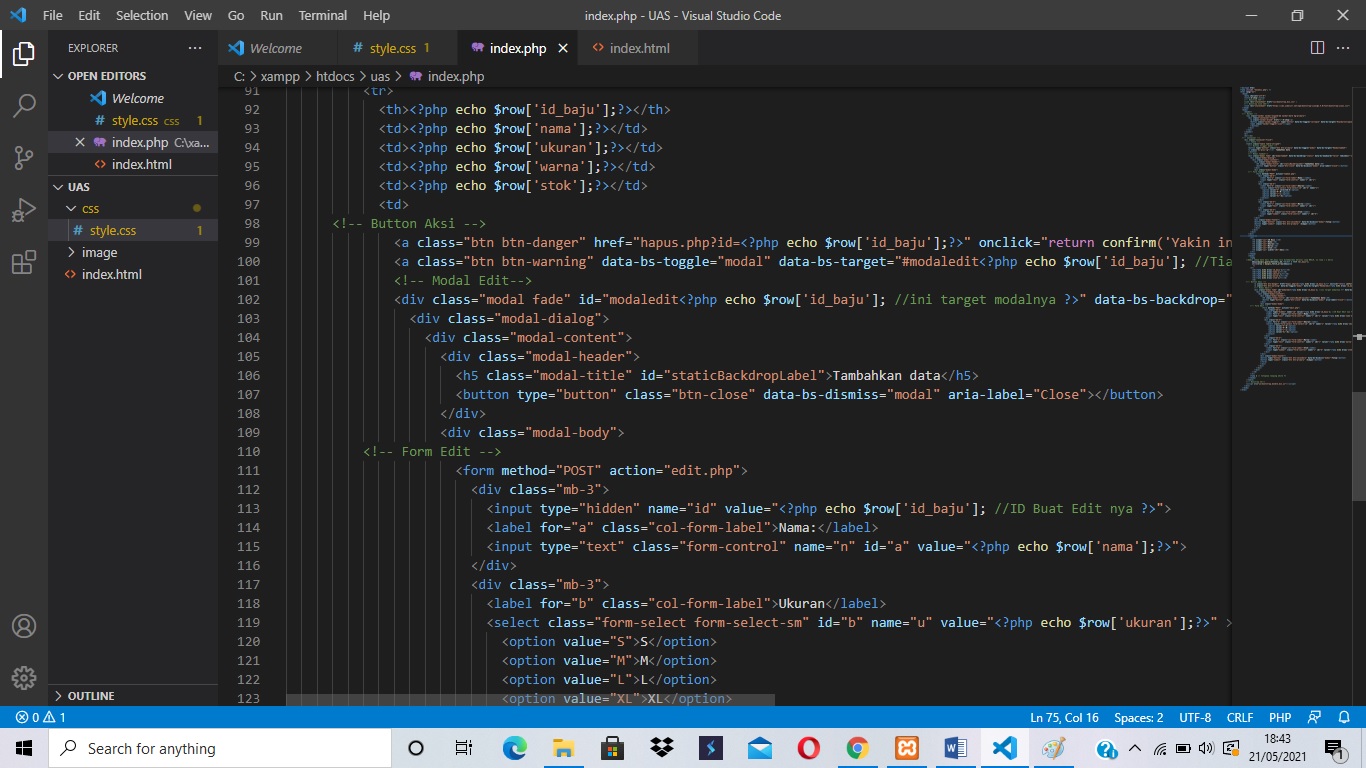 File Edit Selection View Go Run Terminal Help
index.php - UAS - Visual Studio Code
EXPLORER
OPEN EDITORS
Welcome
style.css css 1
index.php C:\xa...
index.html
UAS
css
style.css 1
image
index.html
OUTLINE
Welcome
style.css 1
index.php
index.html
C: > xampp > htdocs > uas > index.php
91 <tr>
92 <th><?php echo $row['id_baju'];?></th>
93 <td><?php echo $row['nama'];?></td>
94 <td><?php echo $row['ukuran'];?></td>
95 <td><?php echo $row['warna'];?></td>
96 <td><?php echo $row['stok'];?></td>
97 <td>
98 <!-- Button Aksi -->
99 <a class="btn btn-danger" href="hapus.php?id=<?php echo $row['id_baju'];?>" onclick="return confirm('Yakin in
100 <a class="btn btn-warning" data-bs-toggle="modal" data-bs-target="#modaledit<?php echo $row['id_baju']; //Tia
101 <!-- Modal Edit-->
102 <div class="modal fade" id="modaledit<?php echo $row['id_baju']; //ini target modalnya ?>" data-bs-backdrop="
103 <div class="modal-dialog">
104 <div class="modal-content">
105 <div class="modal-header">
106 <h5 class="modal-title" id="staticBackdropLabel">Tambahkan data</h5>
107 <button type="button" class="btn-close" data-bs-dismiss="modal" aria-label="Close"></button>
108 </div>
109 <div class="modal-body">
110 <!-- Form Edit -->
111 <form method="POST" action="edit.php">
112 <div class="mb-3">
113 <input type="hidden" name="id" value="<?php echo $row['id_baju']; //ID Buat Edit nya ?>">
114 <label for="a" class="col-form-label">Nama:</label>
115 <input type="text" class="form-control" name="n" id="a" value="<?php echo $row['nama'];?>">
116 </div>
117 <div class="mb-3">
118 <label for="b" class="col-form-label">Ukuran</label>
119 <select class="form-select form-select-sm" id="b" name="u" value="<?php echo $row['ukuran'];?>" >
120 <option value="S">S</option>
121 <option value="M">M</option>
122 <option value="L">L</option>
123 <option value="XL">XL</option>
0 1
Ln 75, Col 16 Spaces: 2 UTF-8 CRLF PHP
Search for anything
18:43
21/05/2021
1